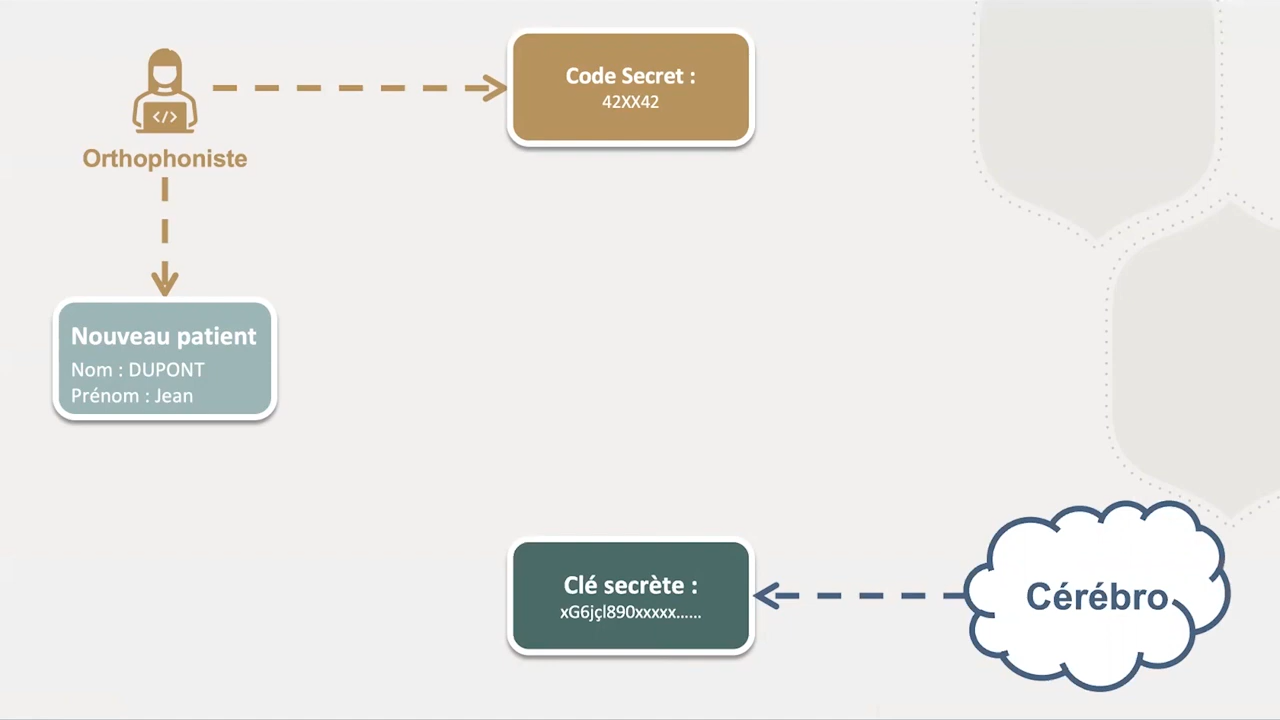 Code Secret :
42XX42
</>
Orthophoniste
Nouveau patient
Nom : DUPONT
Prénom : Jean
Clé secrète :
xG6jçl890xxxxx......
Cérébro